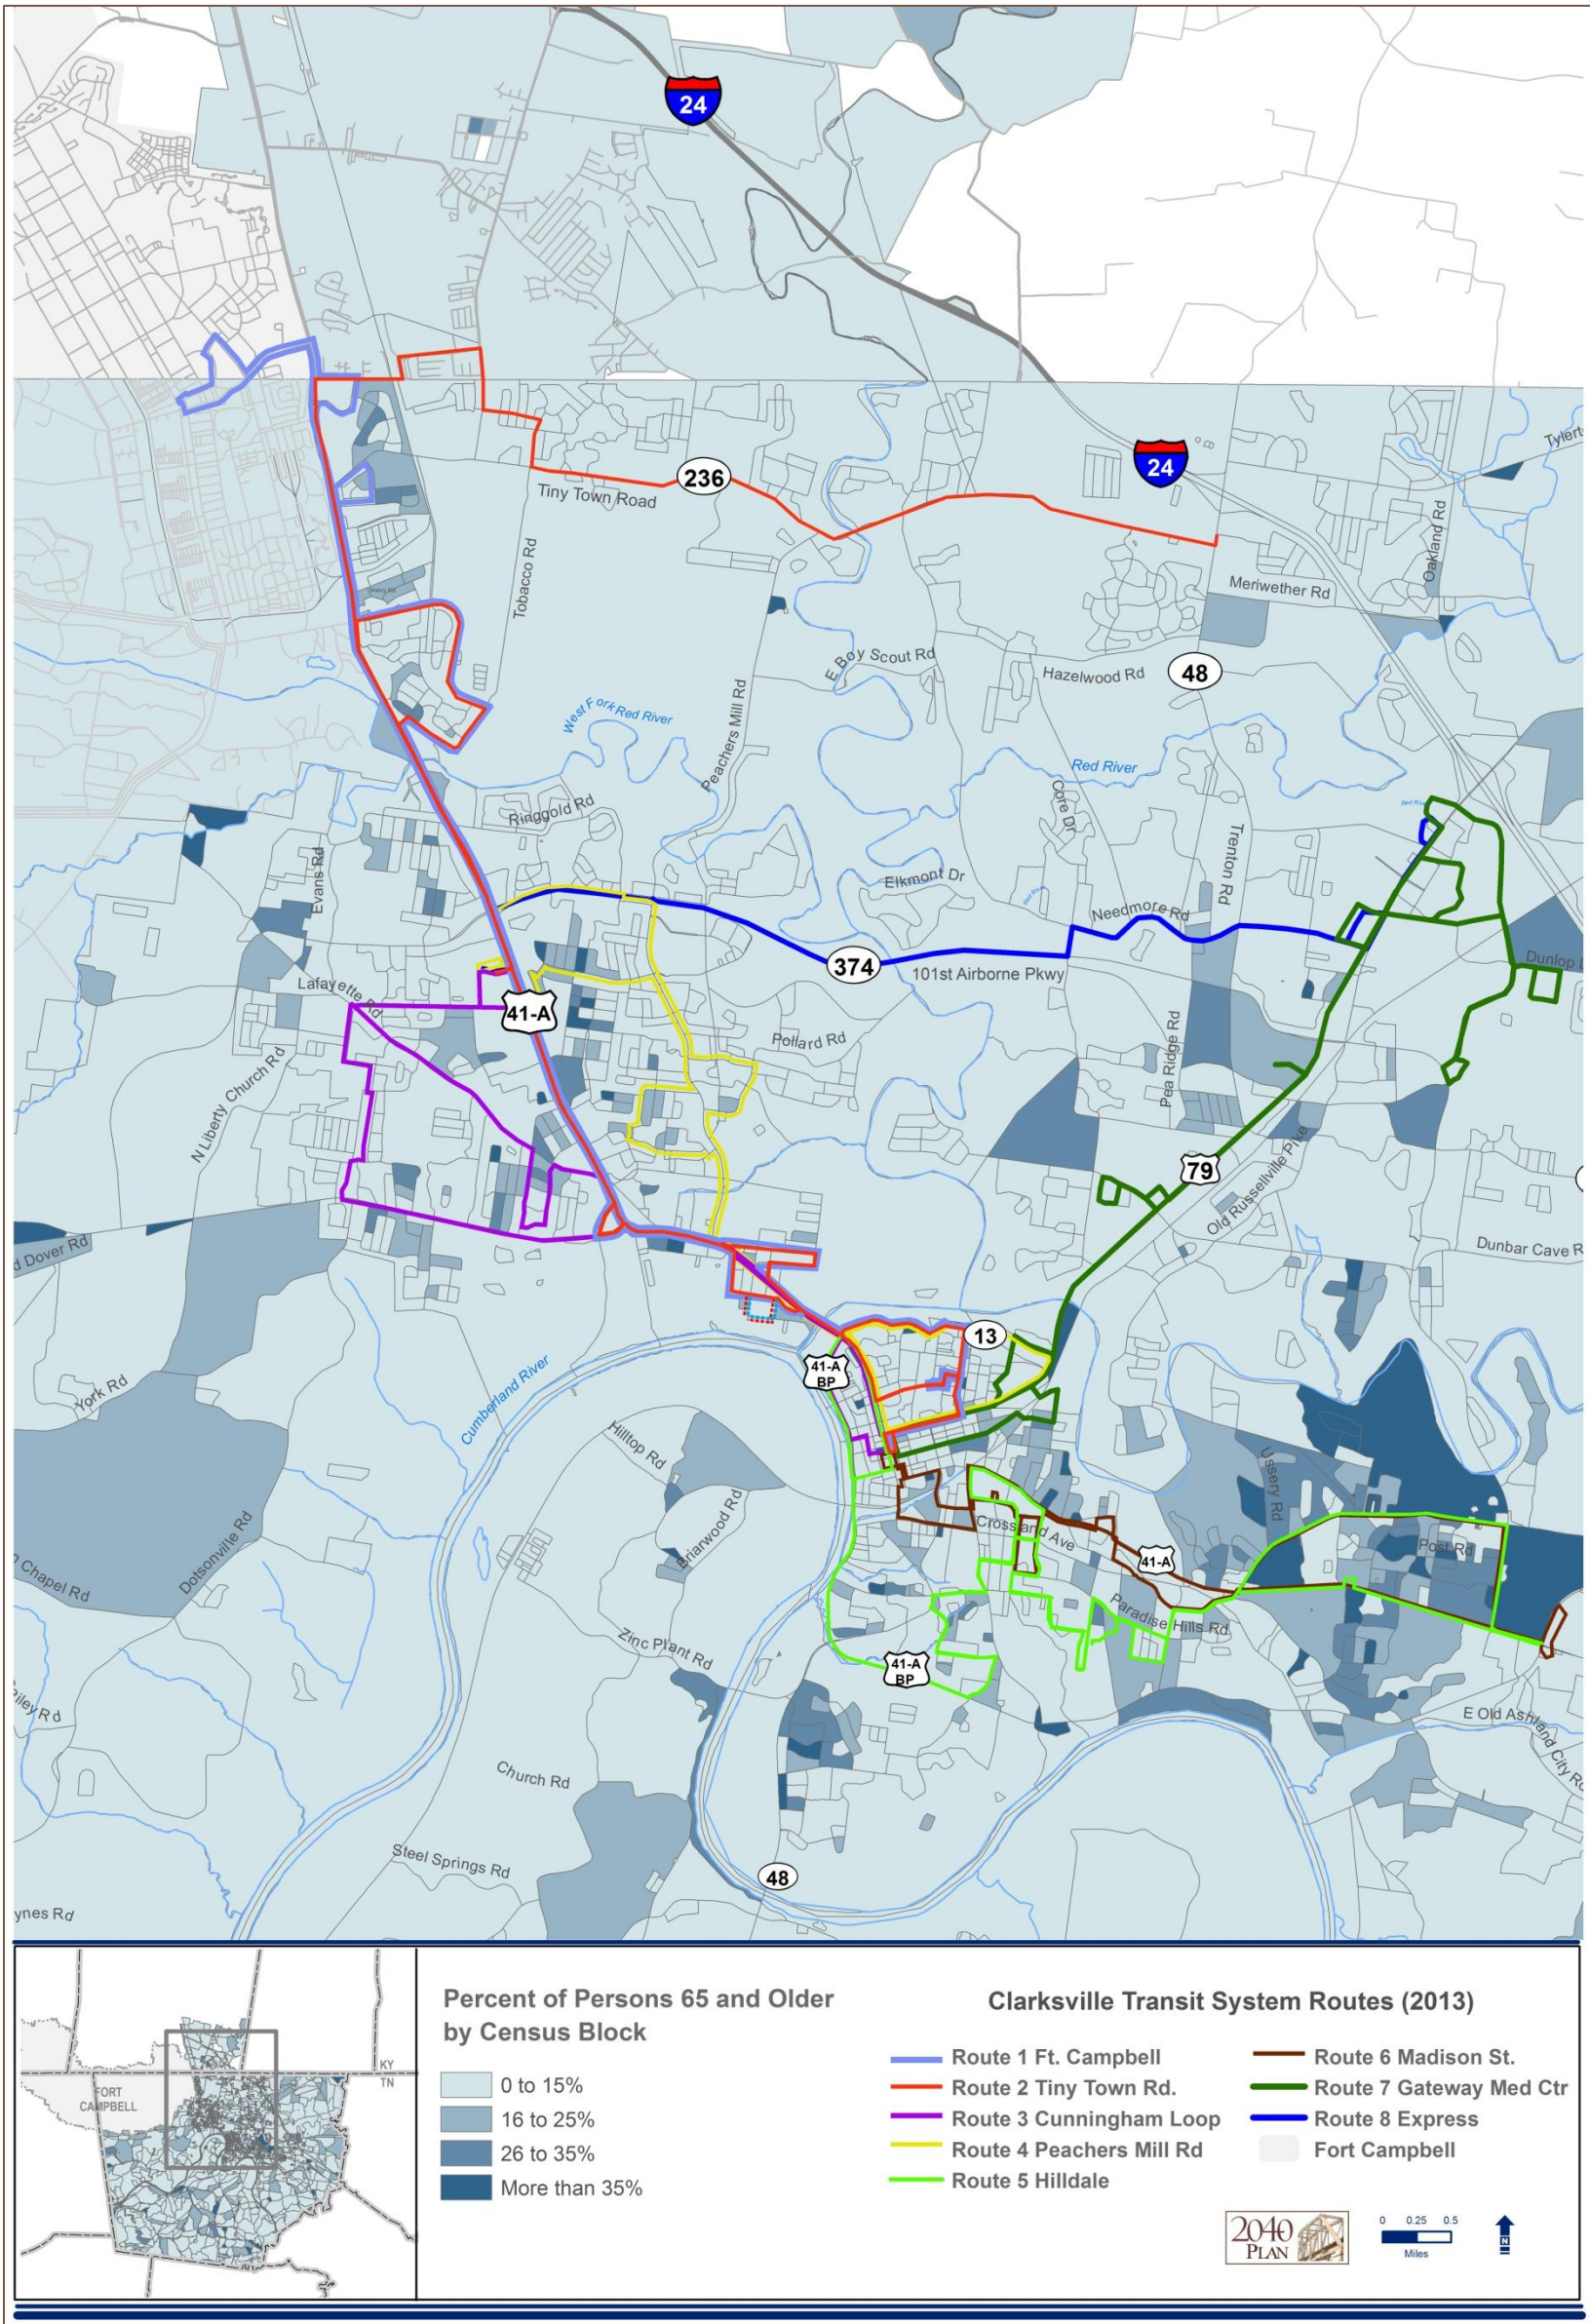 24
236
Tiny Town Road
24
Tylert
Oakland Rd
Tobacco Rd
Meriwether Rd
E Boy Scout Rd
Hazelwood Rd
48
West Fork Red River
Peachers Mill Rd
Red River
Ringgold Rd
Core Dr
Trenton Rd
Evans Rd
Elkmont Dr
Needmore Rd
374
101st Airborne Pkwy
Dunlop L
Lafayette Rd
41-A
Pollard Rd
Pea Ridge Rd
N Liberty Church Rd
79
Old Russellville Pike
d Dover Rd
Dunbar Cave R
13
41-A
BP
York Rd
Cumberland River
Hilltop Rd
Ussery Rd
Briarwood Rd
Crossland Ave
41-A
Post Rd
Dotsonville Rd
n Chapel Rd
Paradise Hills Rd
Zinc Plant Rd
41-A
BP
ailey Rd
E Old Ashland City Rd
Church Rd
Steel Springs Rd
48
ynes Rd
KY
TN
FORT
CAMPBELL
Percent of Persons 65 and Older
by Census Block
0 to 15%
16 to 25%
26 to 35%
More than 35%
Clarksville Transit System Routes (2013)
Route 1 Ft. Campbell
Route 2 Tiny Town Rd.
Route 3 Cunningham Loop
Route 4 Peachers Mill Rd
Route 5 Hilldale
Route 6 Madison St.
Route 7 Gateway Med Ctr
Route 8 Express
Fort Campbell
2040
PLAN
0 0.25 0.5
Miles
N